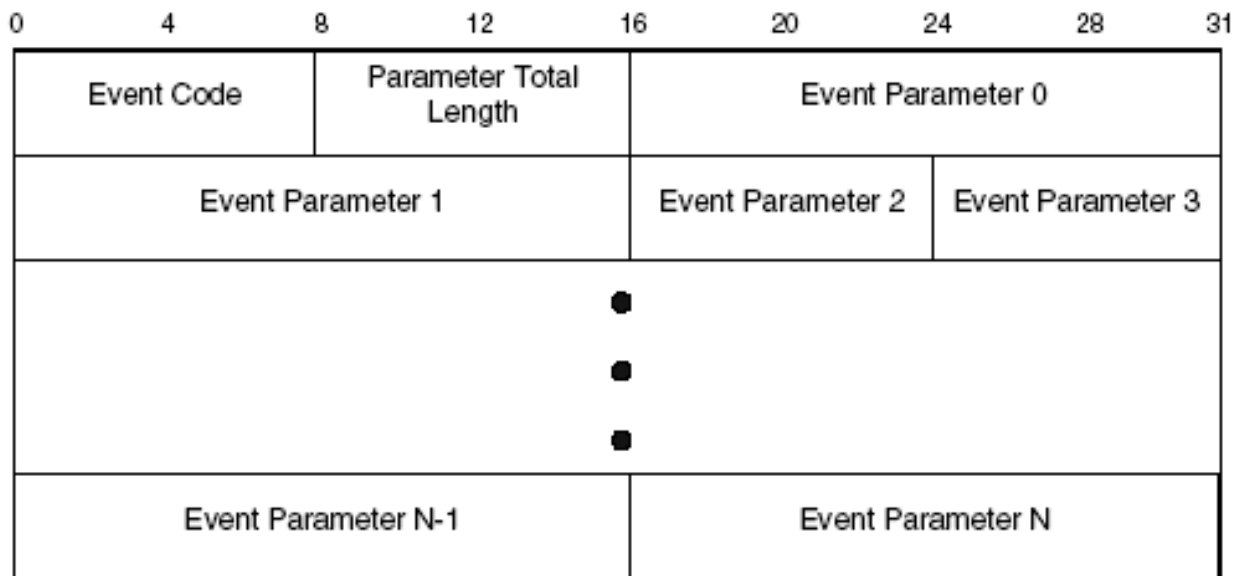 0 4 8 12 16 20 24 28 31
Event Code
Parameter Total
Length
Event Parameter 0
Event Parameter 1
Event Parameter 2
Event Parameter 3
Event Parameter N-1
Event Parameter N